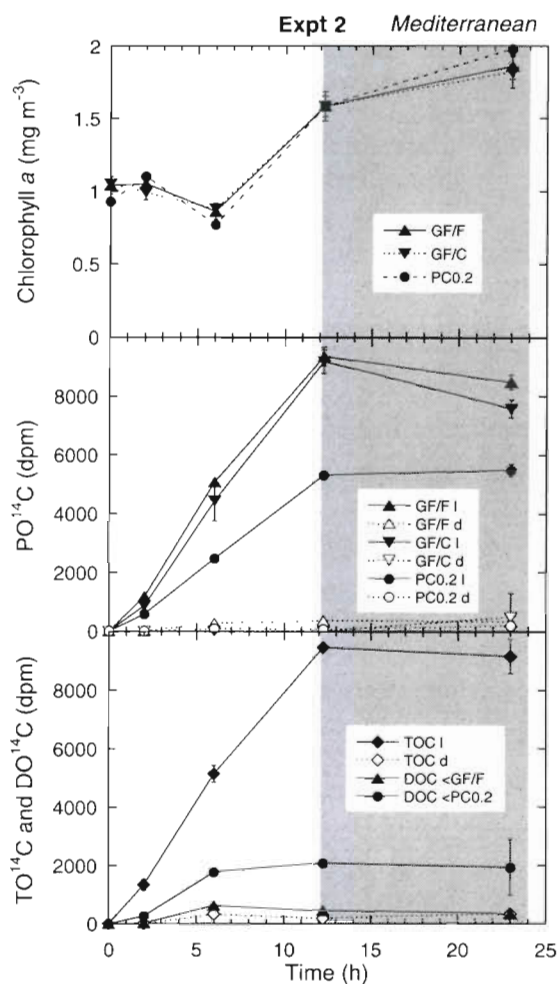 Expt 2 Mediterranean
Chlorophyll a (mg m-3)
2
1.5
1
0.5
0
GF/F
GF/C
PC0.2
PO14C (dpm)
8000
6000
4000
2000
0
GF/F l
GF/F d
GF/C l
GF/C d
PC0.2 l
PC0.2 d
TO14C and DO14C (dpm)
8000
6000
4000
2000
0
TOC l
TOC d
DOC <GF/F
DOC <PC0.2
0 5 10 15 20 25
Time (h)